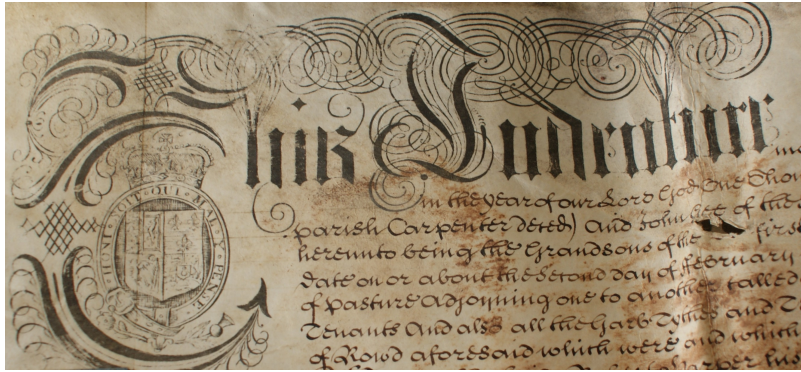 This Indenture
HONI · SOIT · QUI · MAL · Y · PENSE
in the year of our Lord God One Thou
parish Carpenter deced) And John of the
hereunto being the Grandsons of the first
date on or about the Second day of February
of pasture adjoyning one to another called
Tenants And also all the Garb Tythes and T
of Rowd aforesaid which were and which